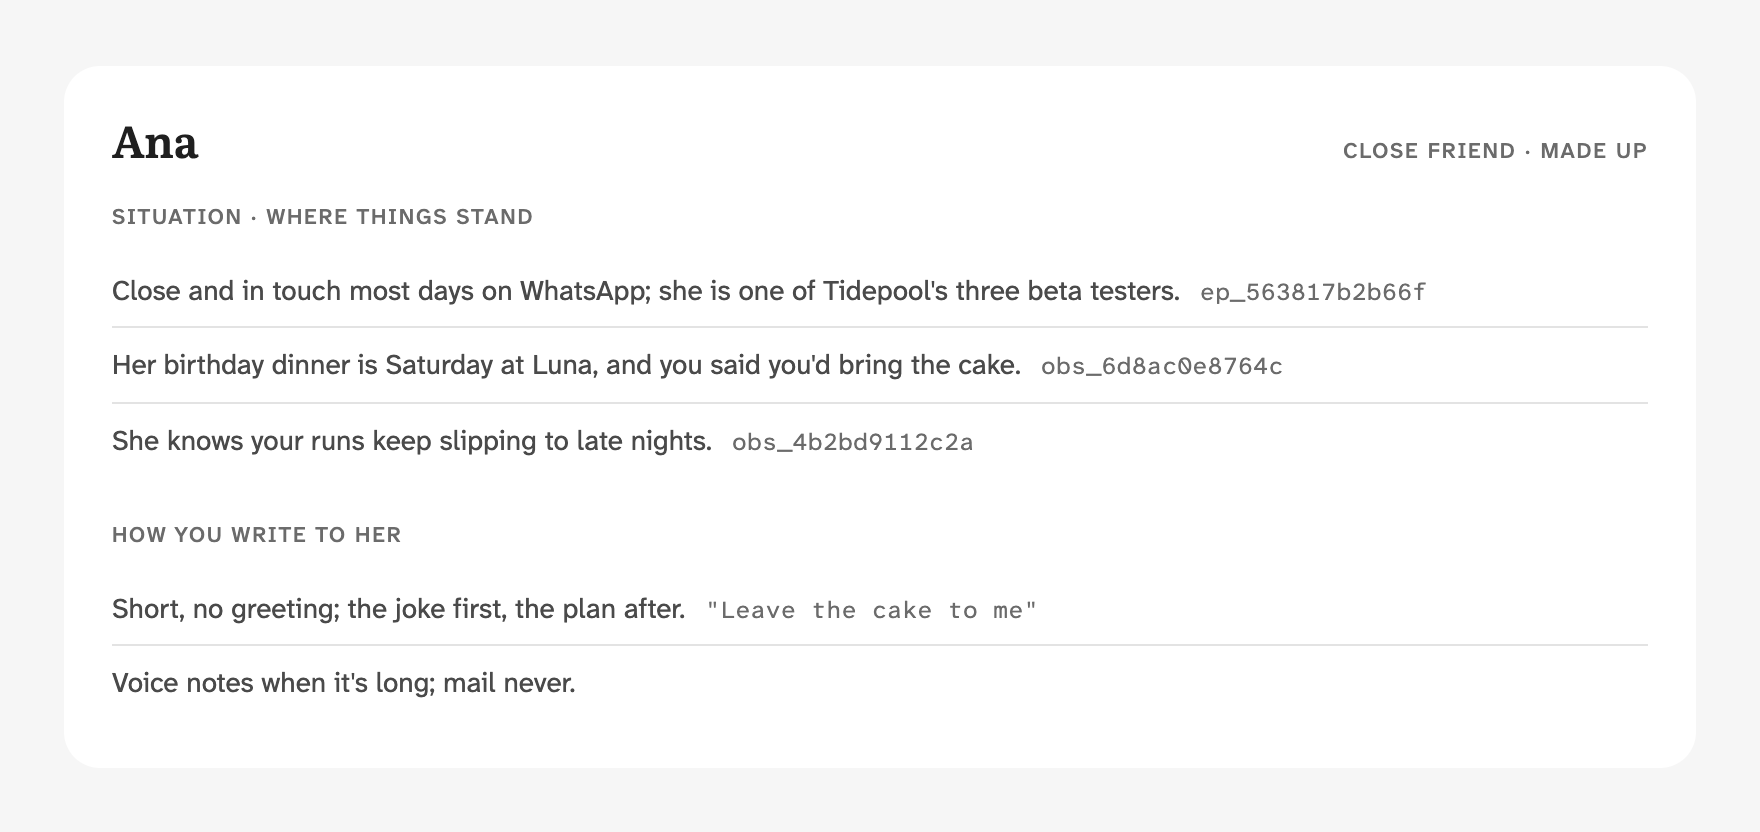 Ana
CLOSE FRIEND · MADE UP
SITUATION · WHERE THINGS STAND
Close and in touch most days on WhatsApp; she is one of Tidepool's three beta testers. ep_563817b2b66f
Her birthday dinner is Saturday at Luna, and you said you'd bring the cake. obs_6d8ac0e8764c
She knows your runs keep slipping to late nights. obs_4b2bd9112c2a
HOW YOU WRITE TO HER
Short, no greeting; the joke first, the plan after. "Leave the cake to me"
Voice notes when it's long; mail never.